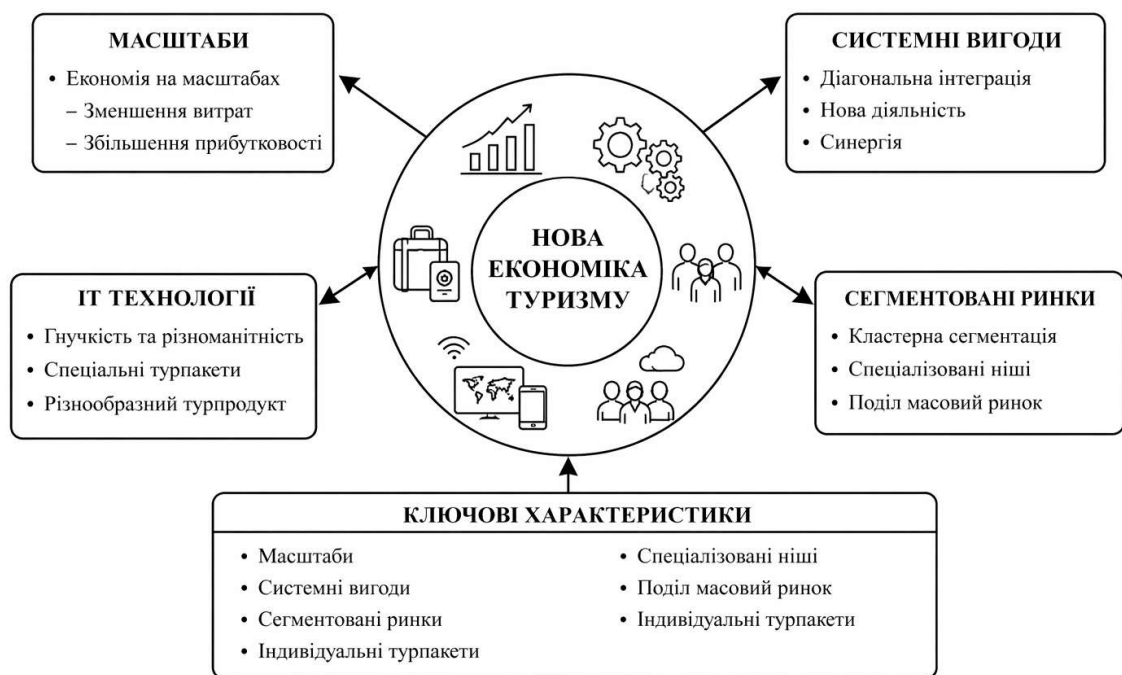 МАСШТАБИ
• Економія на масштабах
– Зменшення витрат
– Збільшення прибутковості
СИСТЕМНІ ВИГОДИ
• Діагональна інтеграція
• Нова діяльність
• Синергія
НОВА
ЕКОНОМІКА
ТУРИЗМУ
ІТ ТЕХНОЛОГІЇ
• Гнучкість та різноманітність
• Спеціальні турпакети
• Різнообразний турпродукт
СЕГМЕНТОВАНІ РИНКИ
• Кластерна сегментація
• Спеціалізовані ніші
• Поділ масовий ринок
КЛЮЧОВІ ХАРАКТЕРИСТИКИ
• Масштаби
• Системні вигоди
• Сегментовані ринки
• Індивідуальні турпакети
• Спеціалізовані ніші
• Поділ масовий ринок
• Індивідуальні турпакети